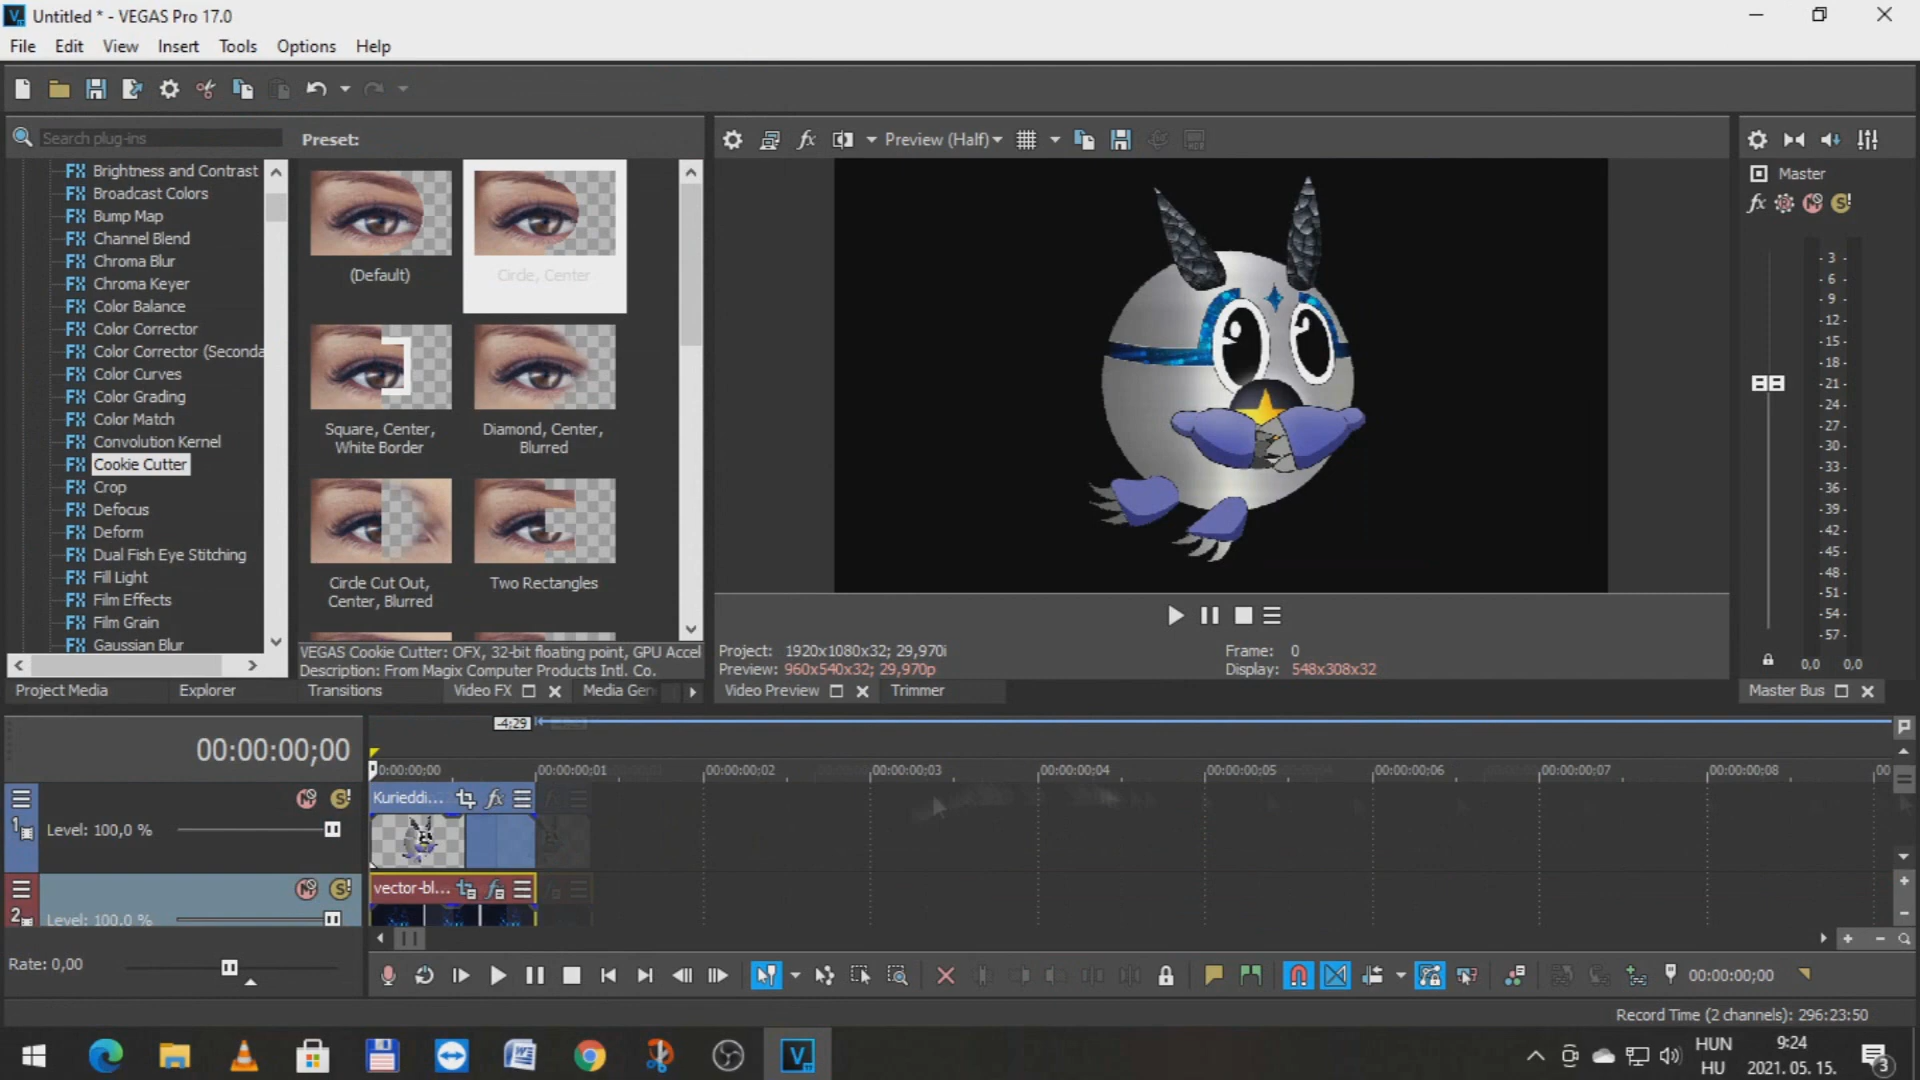 Untitled * - VEGAS Pro 17.0
File Edit View Insert Tools Options Help
Search plug-ins
Preset:
Brightness and Contrast
Broadcast Colors
Bump Map
Channel Blend
Chroma Blur
Chroma Keyer
Color Balance
Color Corrector
Color Corrector (Seconda
Color Curves
Color Grading
Color Match
Convolution Kernel
Cookie Cutter
Crop
Defocus
Deform
Dual Fish Eye Stitching
Fill Light
Film Effects
Film Grain
Gaussian Blur
(Default)
Circle, Center
Square, Center,
White Border
Diamond, Center,
Blurred
Circle Cut Out,
Center, Blurred
Two Rectangles
VEGAS Cookie Cutter: OFX, 32-bit floating point, GPU Accel
Description: From Magix Computer Products Intl. Co.
Project Media Explorer Transitions Video FX Media Gen
Preview (Half)
Project: 1920x1080x32; 29,970i
Preview: 960x540x32; 29,970p
Frame: 0
Display: 548x308x32
Video Preview Trimmer
Master
- 3 -
- 6 -
- 9 -
- 12 -
- 15 -
- 18 -
- 21 -
- 24 -
- 27 -
- 30 -
- 33 -
- 36 -
- 39 -
- 42 -
- 45 -
- 48 -
- 51 -
- 54 -
- 57 -
0,0 0,0
Master Bus
00:00:00;00
-4;29
0:00:00;00 00:00:00;01 00:00:00;02 00:00:00;03 00:00:00;04 00:00:00;05 00:00:00;06 00:00:00;07 00:00:00;08 00
1
Level: 100,0 %
Kurieddi...
2
Level: 100,0 %
vector-bl...
Rate: 0,00
00:00:00;00
Record Time (2 channels): 296:23:50
HUN
HU
9:24
2021. 05. 15.
3